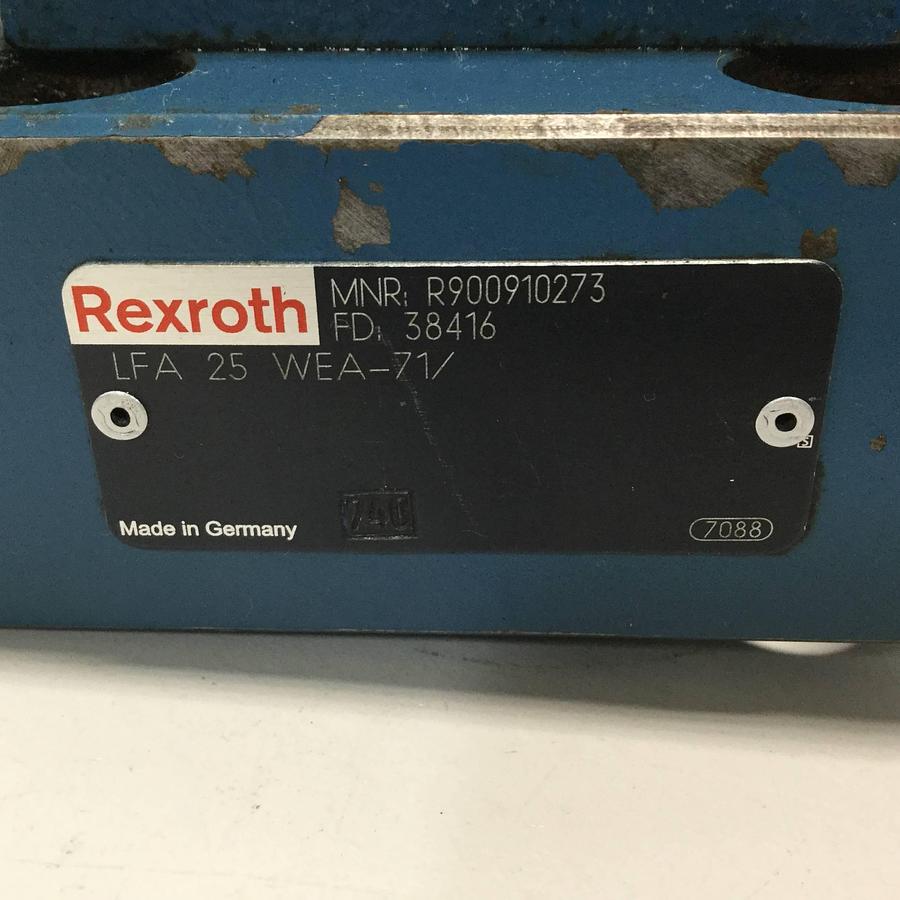 Rexroth
MNR: R900910273
FD: 38416
LFA 25 WEA-71/
Made in Germany
7088